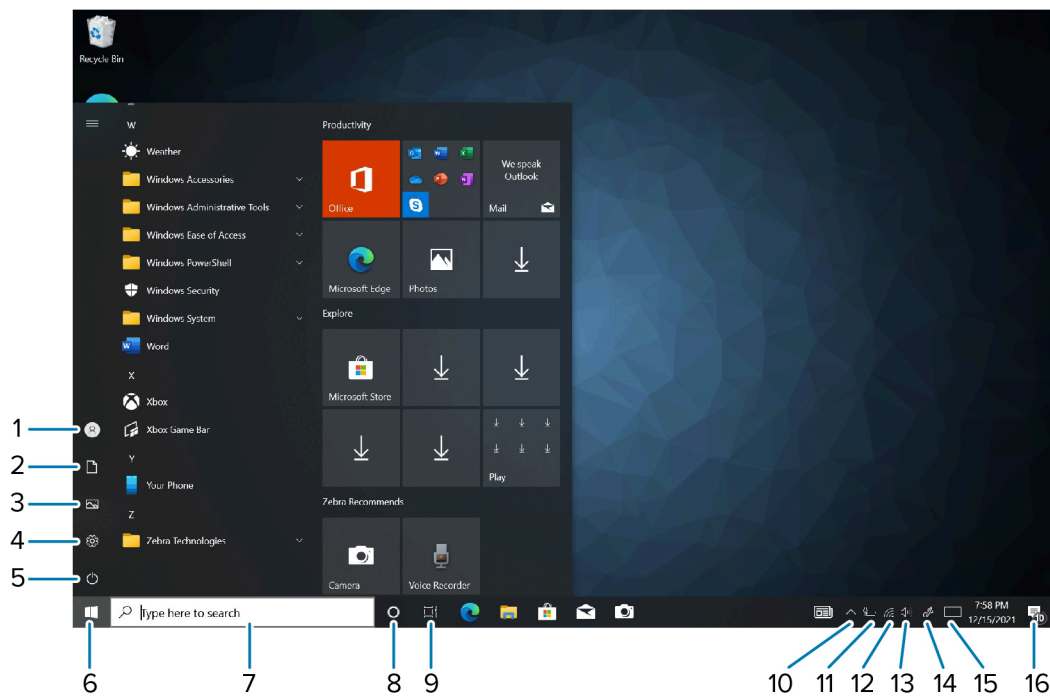 Recycle Bin
W
Weather
Windows Accessories
Windows Administrative Tools
Windows Ease of Access
Windows PowerShell
Windows Security
Windows System
Word
X
Xbox
Xbox Game Bar
Y
Your Phone
Z
Zebra Technologies
Productivity
Office
We speak
Outlook
Mail
Microsoft Edge
Photos
Explore
Microsoft Store
Play
Zebra Recommends
Camera
Voice Recorder
1
2
3
4
5
Type here to search
7:58 PM
12/15/2021
10
6
7
8
9
10
11
12
13
14
15
16